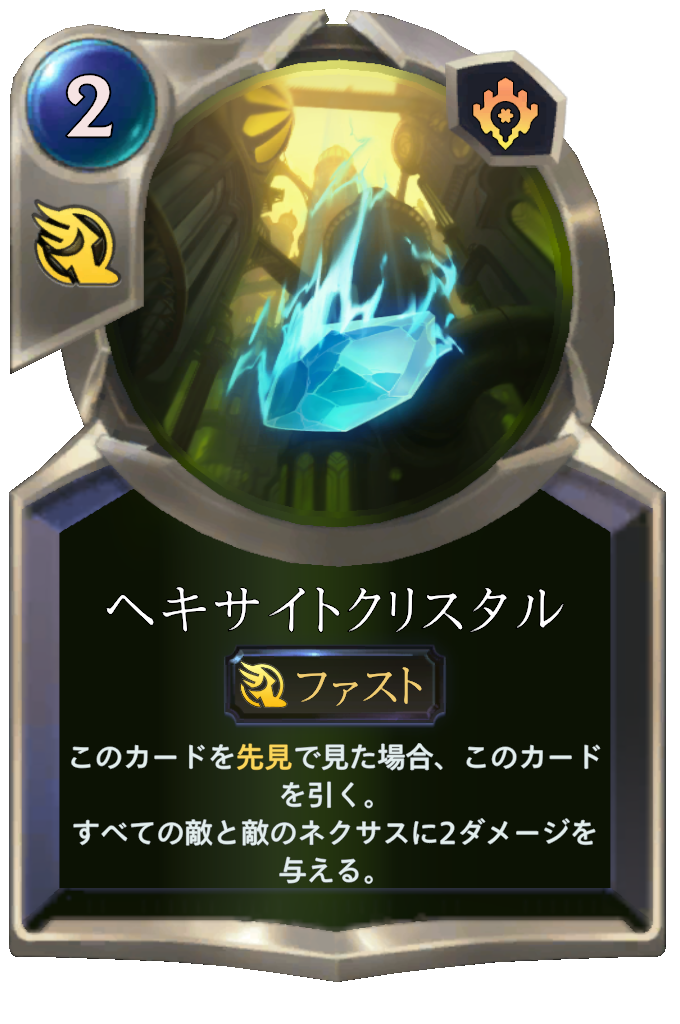 2
ヘキサイトクリスタル
ファスト
このカードを先見で見た場合、このカード
を引く。
すべての敵と敵のネクサスに2ダメージを
与える。